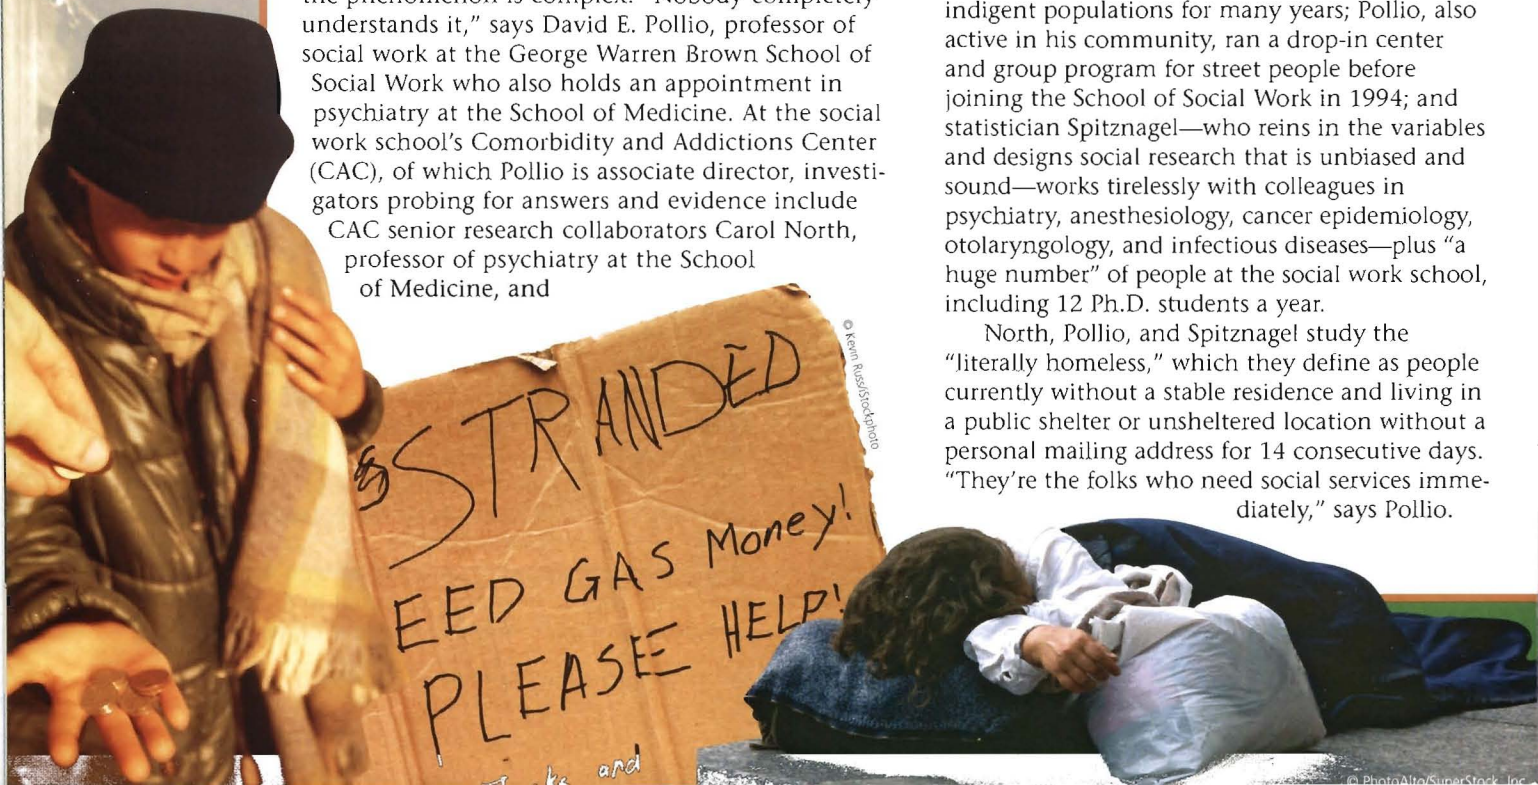 the phenomenon is complex. "Nobody completely
understands it," says David E. Pollio, professor of
social work at the George Warren Brown School of
Social Work who also holds an appointment in
psychiatry at the School of Medicine. At the social
work school's Comorbidity and Addictions Center
(CAC), of which Pollio is associate director, investi-
gators probing for answers and evidence include
CAC senior research collaborators Carol North,
professor of psychiatry at the School
of Medicine, and
indigent populations for many years; Pollio, also
active in his community, ran a drop-in center
and group program for street people before
joining the School of Social Work in 1994; and
statistician Spitznagel—who reins in the variables
and designs social research that is unbiased and
sound—works tirelessly with colleagues in
psychiatry, anesthesiology, cancer epidemiology,
otolaryngology, and infectious diseases—plus "a
huge number" of people at the social work school,
including 12 Ph.D. students a year.
North, Pollio, and Spitznagel study the
"literally homeless," which they define as people
currently without a stable residence and living in
a public shelter or unsheltered location without a
personal mailing address for 14 consecutive days.
"They're the folks who need social services imme-
diately," says Pollio.
© Kevin Russ/iStockphoto
STRANDED
EED GAS Money!
PLEASE HELP!
and
© PhotoAlto/SuperStock, Inc.